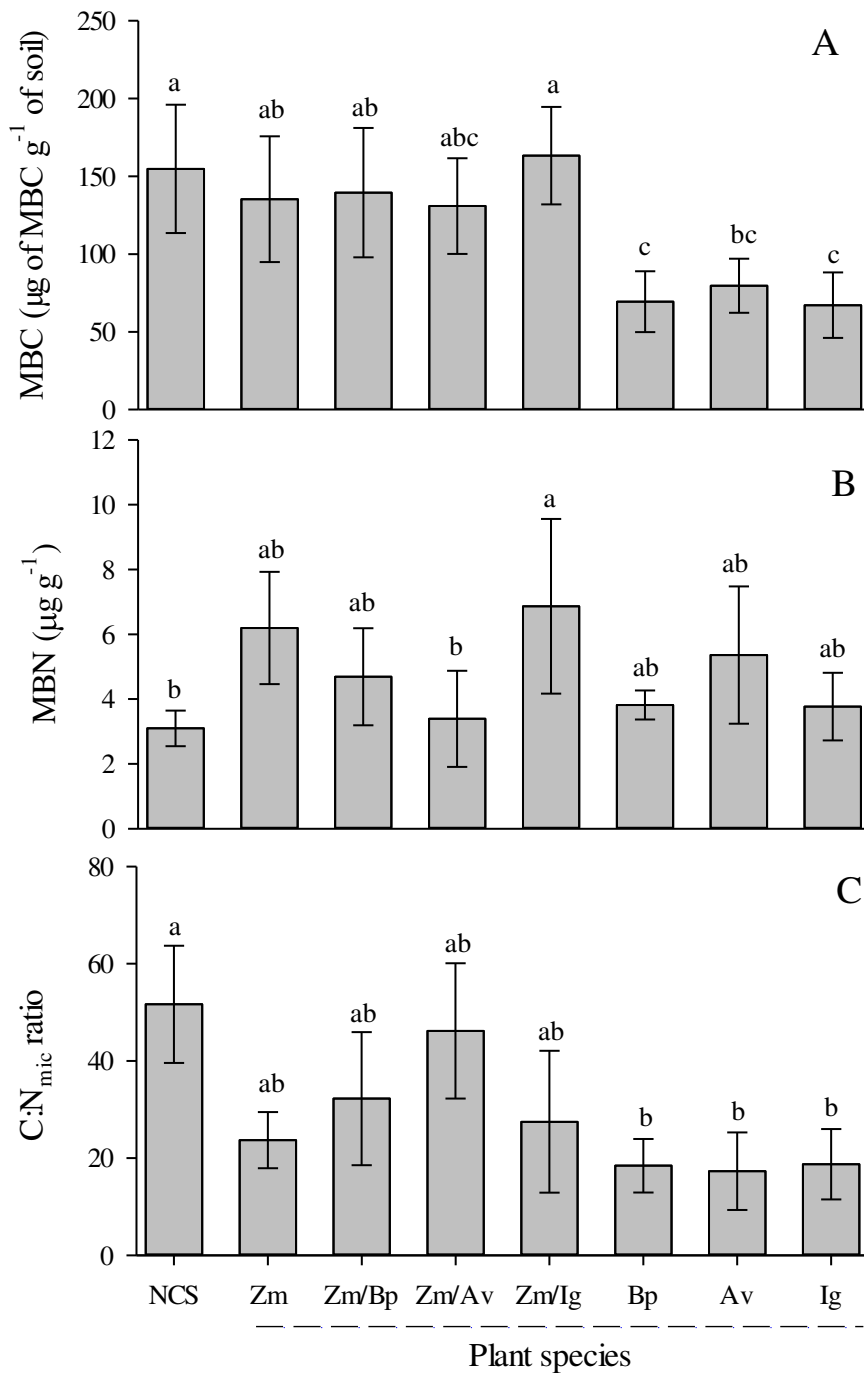 A
MBC (µg of MBC g⁻¹ of soil)
250
200
150
100
50
0
a
ab
ab
abc
a
c
bc
c
B
MBN (µg g⁻¹)
12
10
8
6
4
2
0
b
ab
ab
b
a
ab
ab
ab
C
C:Nmic ratio
80
60
40
20
0
a
ab
ab
ab
ab
b
b
b
NCS Zm Zm/Bp Zm/Av Zm/Ig Bp Av Ig
Plant species